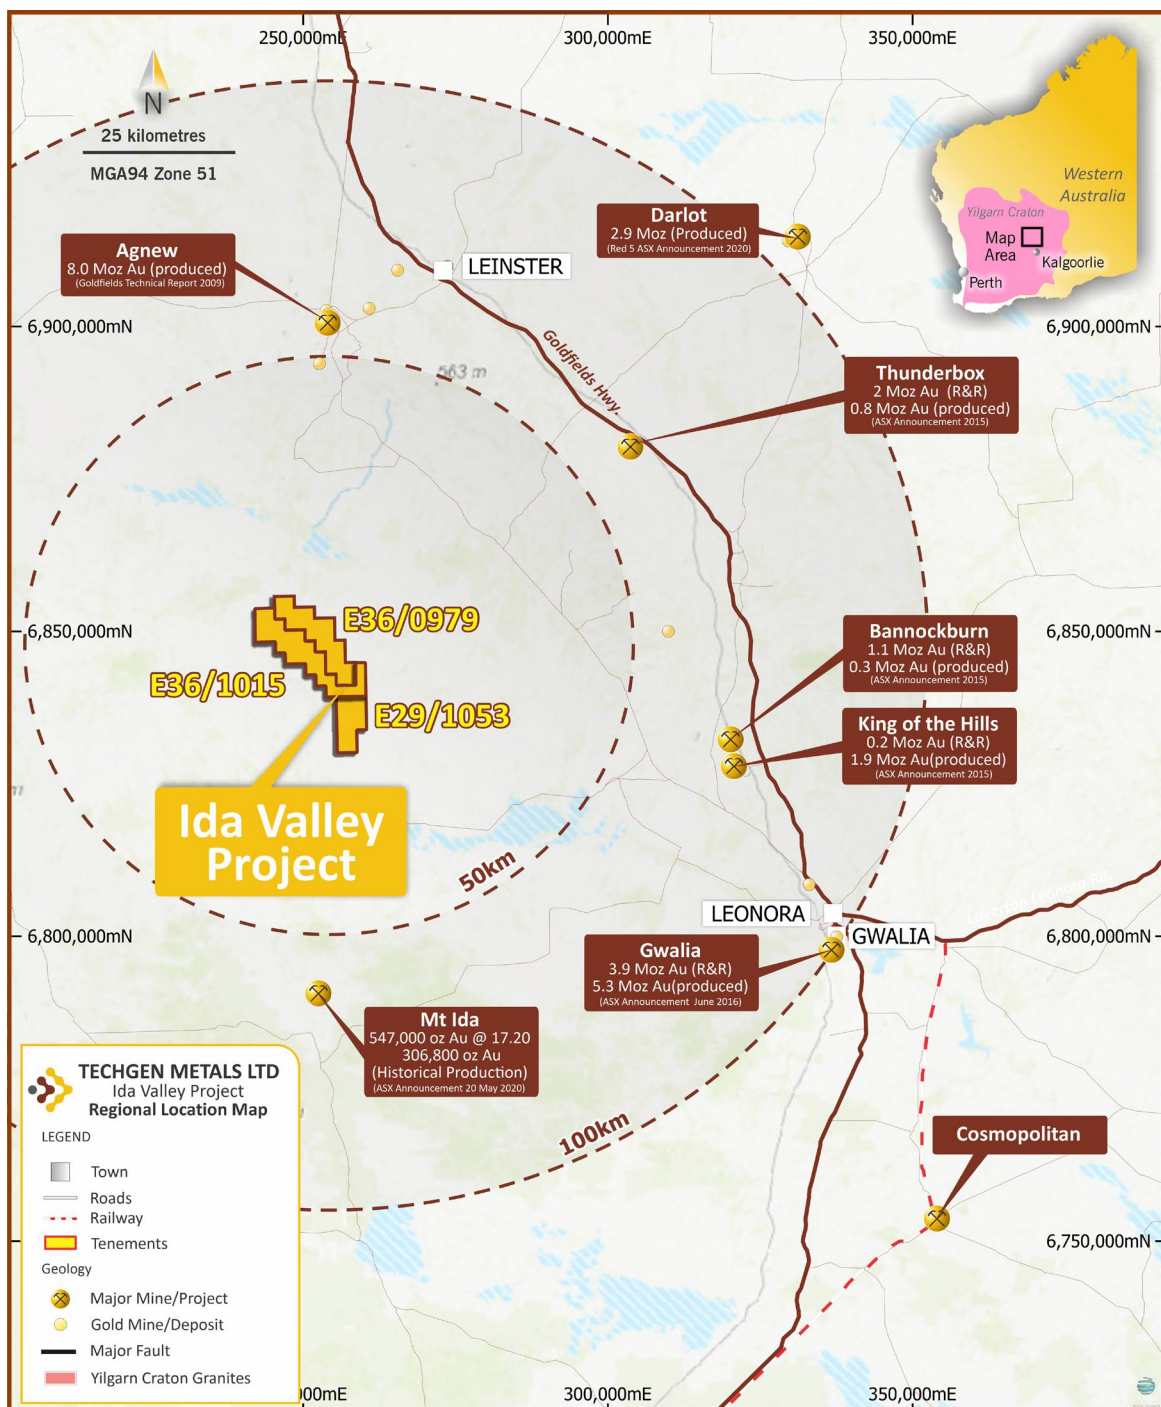 250,000mE
300,000mE
350,000mE
N
25 kilometres
MGA94 Zone 51
Western
Australia
Yilgarn Craton
Map
Area
Kalgoorlie
Perth
Darlot
2.9 Moz (Produced)
(Red 5 ASX Announcement 2020)
Agnew
8.0 Moz Au (produced)
(Goldfields Technical Report 2009)
LEINSTER
6,900,000mN
6,900,000mN
Goldfields Hwy.
563 m
Thunderbox
2 Moz Au (R&R)
0.8 Moz Au (produced)
(ASX Announcement 2015)
E36/0979
6,850,000mN
6,850,000mN
Bannockburn
1.1 Moz Au (R&R)
0.3 Moz Au (produced)
(ASX Announcement 2015)
E36/1015
E29/1053
King of the Hills
0.2 Moz Au (R&R)
1.9 Moz Au(produced)
(ASX Announcement 2015)
Ida Valley
Project
50km
Laverton Leonora Rd.
LEONORA
GWALIA
6,800,000mN
6,800,000mN
Gwalia
3.9 Moz Au (R&R)
5.3 Moz Au(produced)
(ASX Announcement June 2016)
Mt Ida
547,000 oz Au @ 17.20
306,800 oz Au
(Historical Production)
(ASX Announcement 20 May 2020)
100km
Cosmopolitan
6,750,000mN
TECHGEN METALS LTD
Ida Valley Project
Regional Location Map
LEGEND
Town
Roads
Railway
Tenements
Geology
Major Mine/Project
Gold Mine/Deposit
Major Fault
Yilgarn Craton Granites
000mE
300,000mE
350,000mE